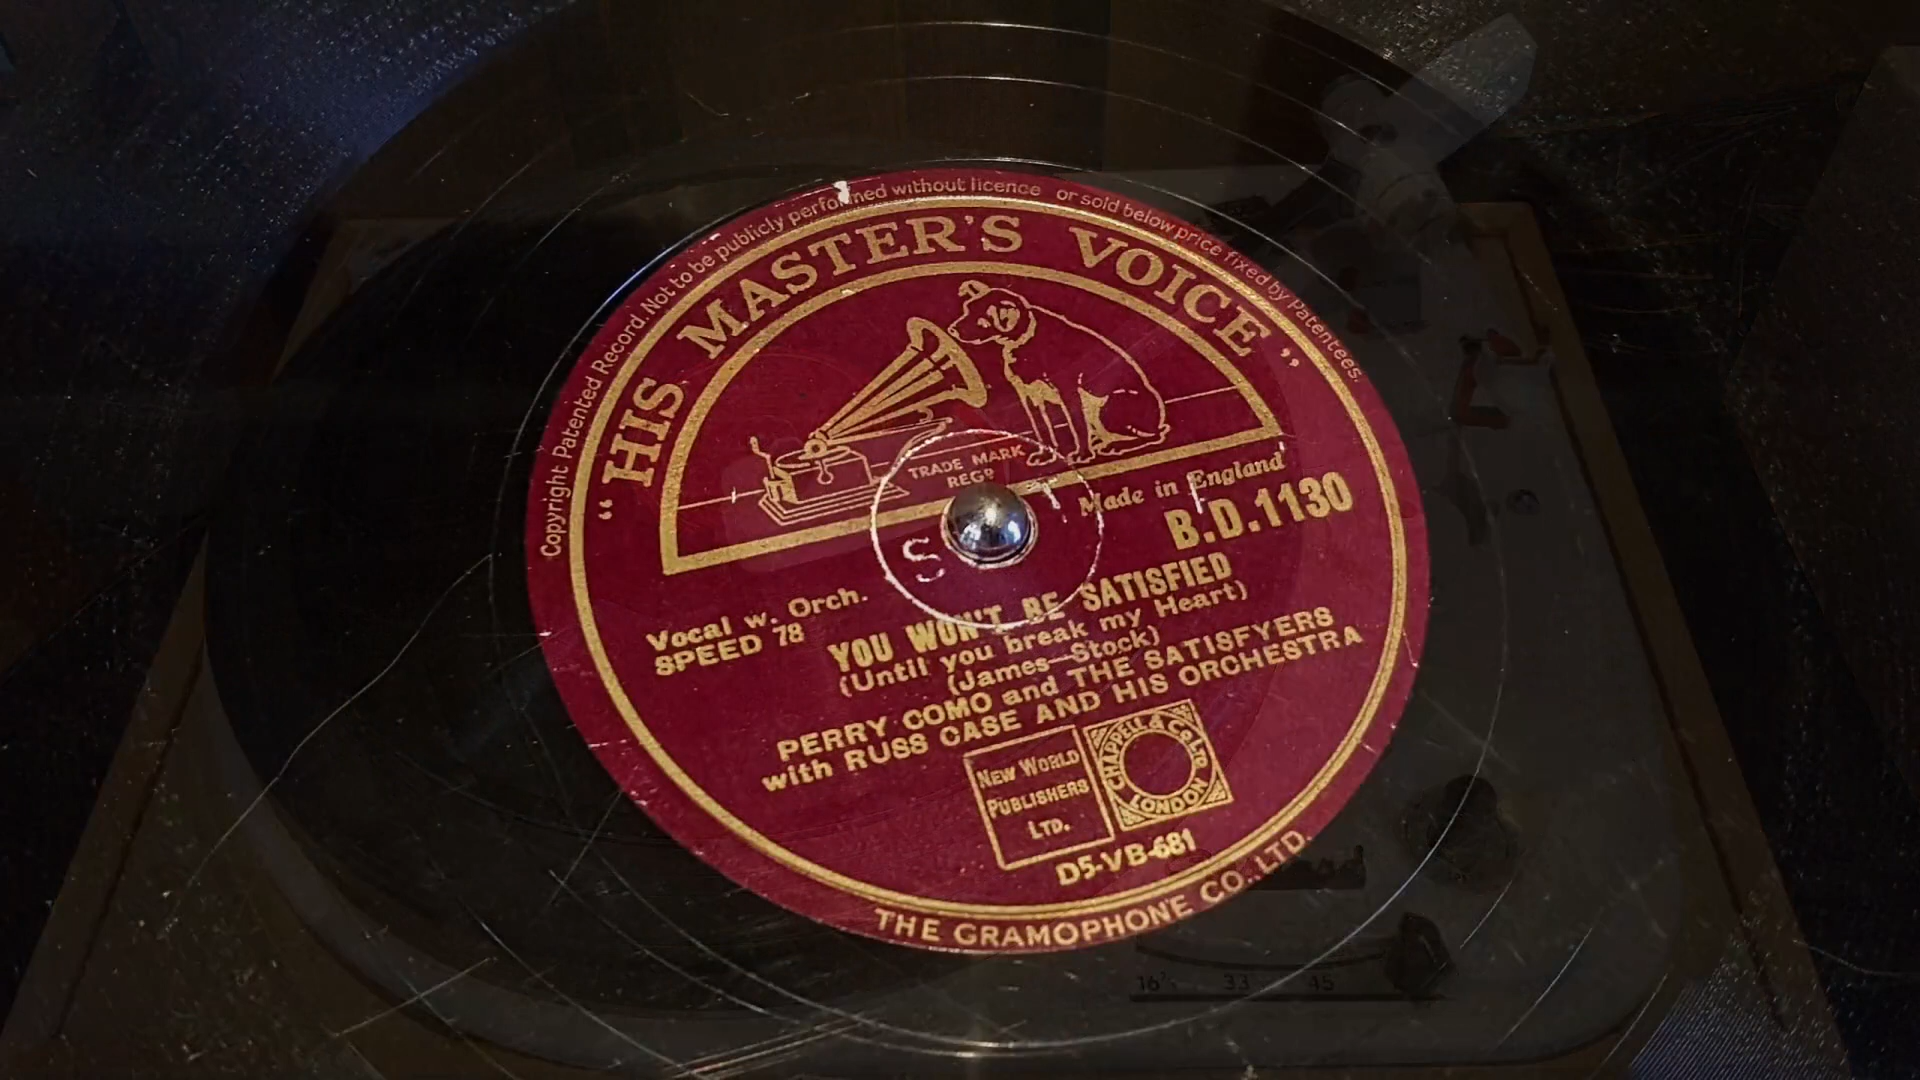 Copyright Patented Record. Not to be publicly performed without licence or sold below price fixed by Patentees.
"HIS MASTER'S VOICE"
TRADE MARK
REGD
Made in England
B.D.1130
S
Vocal w. Orch.
SPEED 78
YOU WON'T BE SATISFIED
(Until you break my Heart)
(James—Stock)
PERRY COMO and THE SATISFYERS
with RUSS CASE AND HIS ORCHESTRA
NEW WORLD
PUBLISHERS
LTD.
CHAPPELL & Co LTD
LONDON
D5-VB-681
THE GRAMOPHONE CO., LTD.
16 33 45